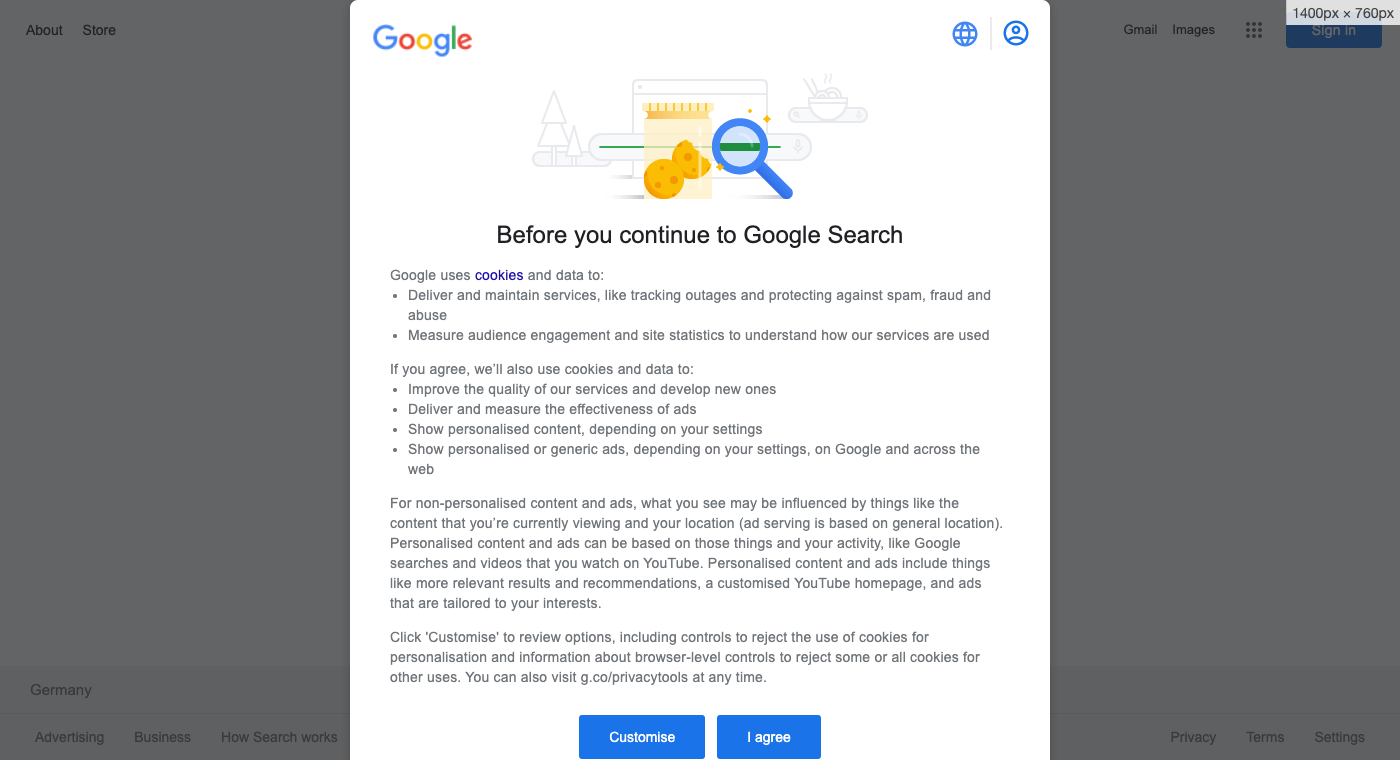 About
Store
Google
Gmail
Images
1400px × 760px
Sign in
Before you continue to Google Search
Google uses cookies and data to:
• Deliver and maintain services, like tracking outages and protecting against spam, fraud and
abuse
• Measure audience engagement and site statistics to understand how our services are used
If you agree, we’ll also use cookies and data to:
• Improve the quality of our services and develop new ones
• Deliver and measure the effectiveness of ads
• Show personalised content, depending on your settings
• Show personalised or generic ads, depending on your settings, on Google and across the
web
For non-personalised content and ads, what you see may be influenced by things like the
content that you’re currently viewing and your location (ad serving is based on general location).
Personalised content and ads can be based on those things and your activity, like Google
searches and videos that you watch on YouTube. Personalised content and ads include things
like more relevant results and recommendations, a customised YouTube homepage, and ads
that are tailored to your interests.
Click 'Customise' to review options, including controls to reject the use of cookies for
personalisation and information about browser-level controls to reject some or all cookies for
other uses. You can also visit g.co/privacytools at any time.
Customise
I agree
Germany
Advertising
Business
How Search works
Privacy
Terms
Settings